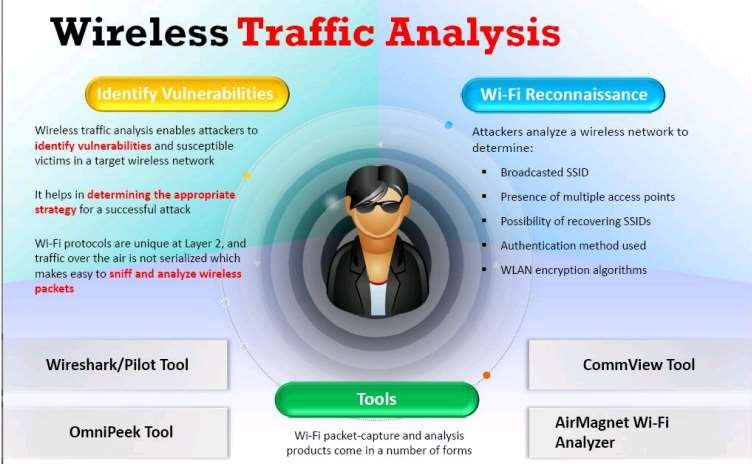 Wireless Traffic Analysis
Identify Vulnerabilities
Wireless traffic analysis enables attackers to
identify vulnerabilities and susceptible
victims in a target wireless network
It helps in determining the appropriate
strategy for a successful attack
Wi-Fi protocols are unique at Layer 2, and
traffic over the air is not serialized which
makes easy to sniff and analyze wireless
packets
Wi-Fi Reconnaissance
Attackers analyze a wireless network to
determine:
▪ Broadcasted SSID
▪ Presence of multiple access points
▪ Possibility of recovering SSIDs
▪ Authentication method used
▪ WLAN encryption algorithms
Wireshark/Pilot Tool
OmniPeek Tool
Tools
Wi-Fi packet-capture and analysis
products come in a number of forms
CommView Tool
AirMagnet Wi-Fi
Analyzer